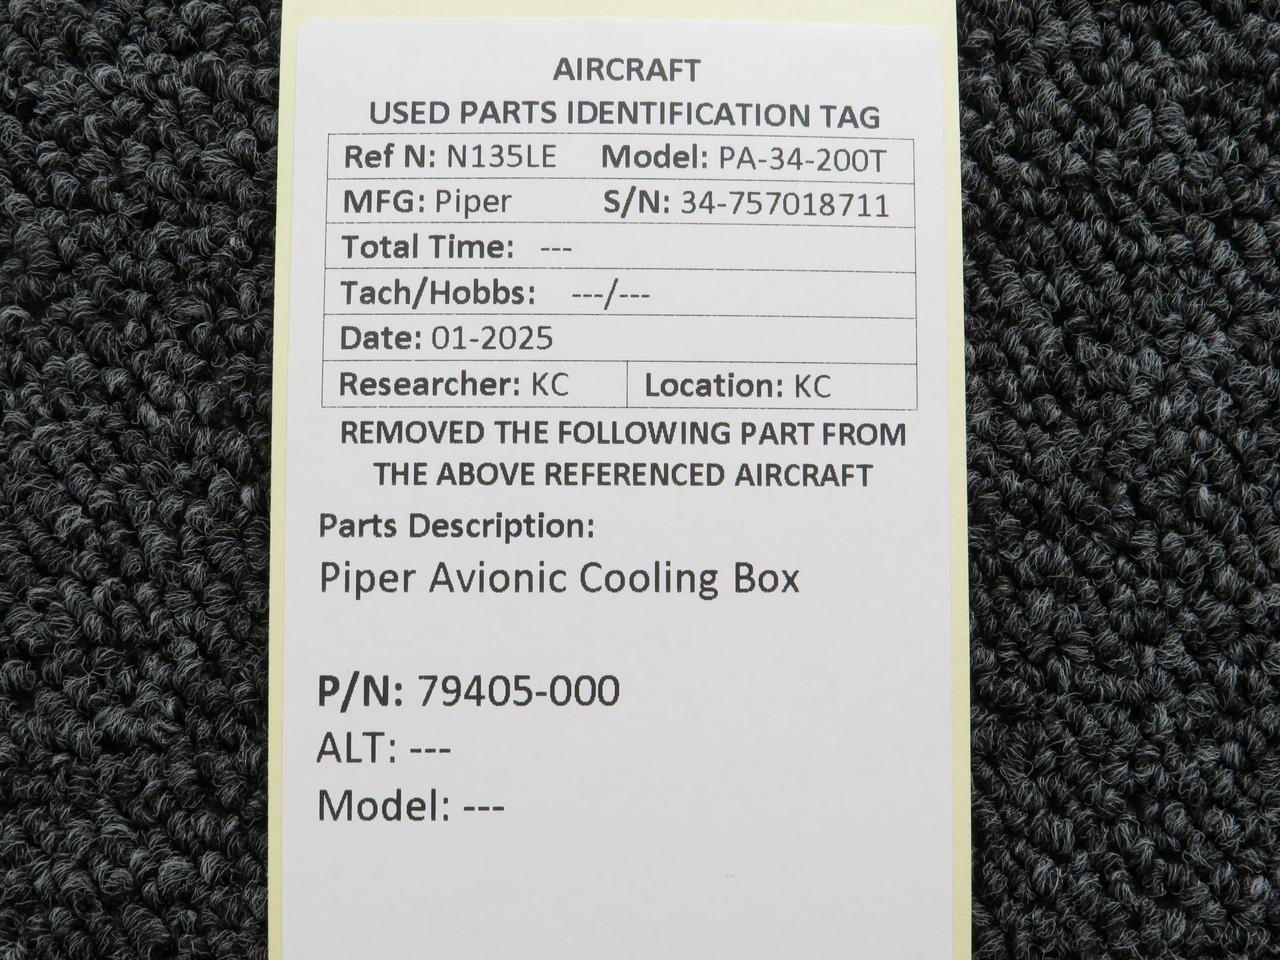 AIRCRAFT
USED PARTS IDENTIFICATION TAG
Ref N: N135LE Model: PA-34-200T
MFG: Piper S/N: 34-757018711
Total Time: ---
Tach/Hobbs: ---/---
Date: 01-2025
Researcher: KC Location: KC
REMOVED THE FOLLOWING PART FROM
THE ABOVE REFERENCED AIRCRAFT
Parts Description:
Piper Avionic Cooling Box
P/N: 79405-000
ALT: ---
Model: ---